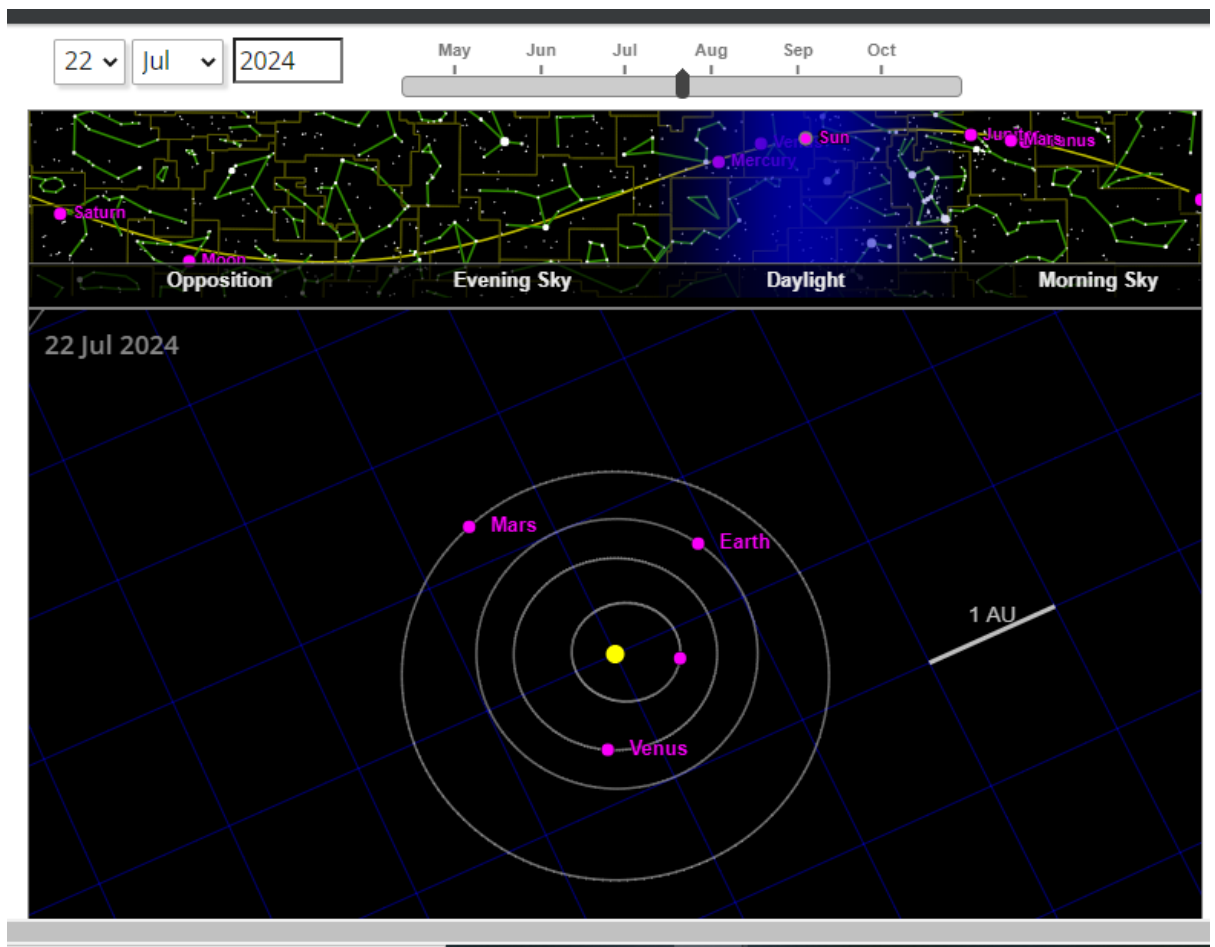 22 Jul 2024
May Jun Jul Aug Sep Oct
Saturn
Moon
Mercury
Sun
Opposition Evening Sky Daylight Morning Sky
22 Jul 2024
Mars
Earth
1 AU
Venus